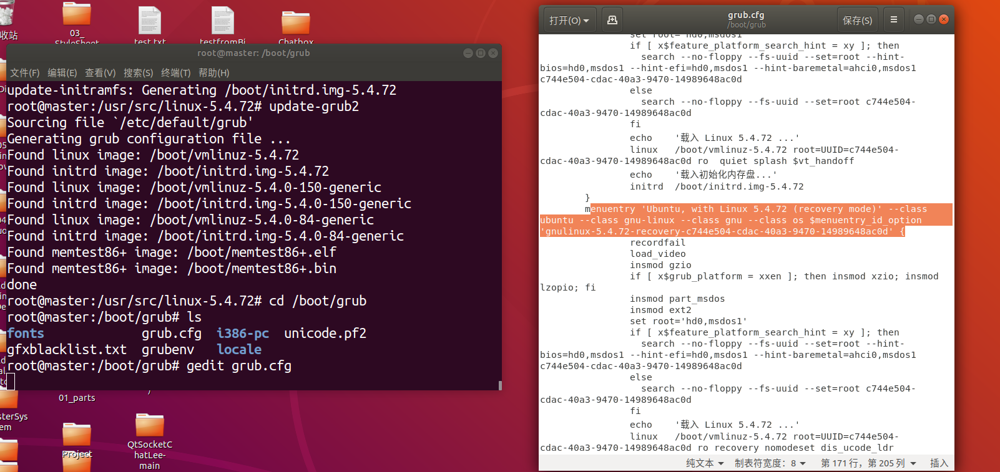 收站
03_
StyleSheet
test.txt
testfromBi
Chatbox
root@master: /boot/grub
文件(F) 编辑(E) 查看(V) 搜索(S) 终端(T) 帮助(H)
update-initramfs: Generating /boot/initrd.img-5.4.72
root@master:/usr/src/linux-5.4.72# update-grub2
Sourcing file `/etc/default/grub'
Generating grub configuration file ...
Found linux image: /boot/vmlinuz-5.4.72
Found initrd image: /boot/initrd.img-5.4.72
Found linux image: /boot/vmlinuz-5.4.0-150-generic
Found initrd image: /boot/initrd.img-5.4.0-150-generic
Found linux image: /boot/vmlinuz-5.4.0-84-generic
Found initrd image: /boot/initrd.img-5.4.0-84-generic
Found memtest86+ image: /boot/memtest86+.elf
Found memtest86+ image: /boot/memtest86+.bin
done
root@master:/usr/src/linux-5.4.72# cd /boot/grub
root@master:/boot/grub# ls
fonts grub.cfg i386-pc unicode.pf2
gfxblacklist.txt grubenv locale
root@master:/boot/grub# gedit grub.cfg
01_parts
sterSys
em
Project
QtSocketC
hatLee-
main
打开(O)
grub.cfg
/boot/grub
保存(S)
set root='hd0,msdos1'
if [ x$feature_platform_search_hint = xy ]; then
search --no-floppy --fs-uuid --set=root --hint-
bios=hd0,msdos1 --hint-efi=hd0,msdos1 --hint-baremetal=ahci0,msdos1
c744e504-cdac-40a3-9470-14989648ac0d
else
search --no-floppy --fs-uuid --set=root c744e504-
cdac-40a3-9470-14989648ac0d
fi
echo '载入 Linux 5.4.72 ...'
linux /boot/vmlinuz-5.4.72 root=UUID=c744e504-
cdac-40a3-9470-14989648ac0d ro quiet splash $vt_handoff
echo '载入初始化内存盘...'
initrd /boot/initrd.img-5.4.72
}
menuentry 'Ubuntu, with Linux 5.4.72 (recovery mode)' --class
ubuntu --class gnu-linux --class gnu --class os $menuentry_id_option
'gnulinux-5.4.72-recovery-c744e504-cdac-40a3-9470-14989648ac0d' {
recordfail
load_video
insmod gzio
if [ x$grub_platform = xxen ]; then insmod xzio; insmod
lzopio; fi
insmod part_msdos
insmod ext2
set root='hd0,msdos1'
if [ x$feature_platform_search_hint = xy ]; then
search --no-floppy --fs-uuid --set=root --hint-
bios=hd0,msdos1 --hint-efi=hd0,msdos1 --hint-baremetal=ahci0,msdos1
c744e504-cdac-40a3-9470-14989648ac0d
else
search --no-floppy --fs-uuid --set=root c744e504-
cdac-40a3-9470-14989648ac0d
fi
echo '载入 Linux 5.4.72 ...'
linux /boot/vmlinuz-5.4.72 root=UUID=c744e504-
cdac-40a3-9470-14989648ac0d ro recovery nomodeset dis_ucode_ldr
纯文本 制表符宽度：8 第 171 行，第 205 列 插入